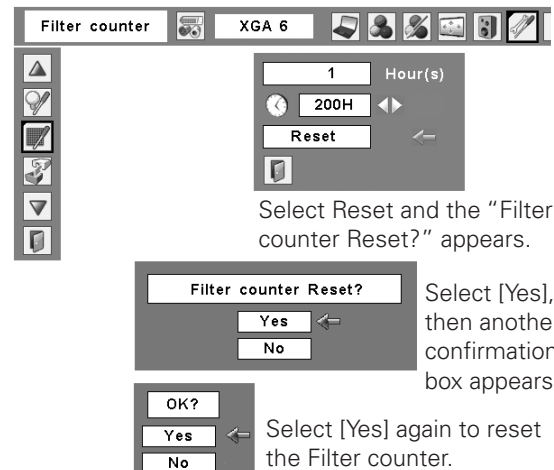 Filter counter
XGA 6
1 Hour(s)
200H
Reset
Select Reset and the “Filter
counter Reset?” appears.
Filter counter Reset?
Yes
No
Select [Yes],
then anothe
confirmation
box appears
OK?
Yes
No
Select [Yes] again to reset
the Filter counter.